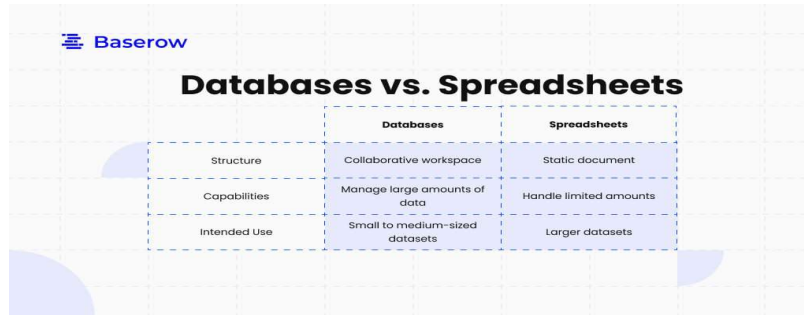 Baserow
Databases vs. Spreadsheets
Databases Spreadsheets
Structure Collaborative workspace Static document
Capabilities Manage large amounts of data Handle limited amounts
Intended Use Small to medium-sized datasets Larger datasets